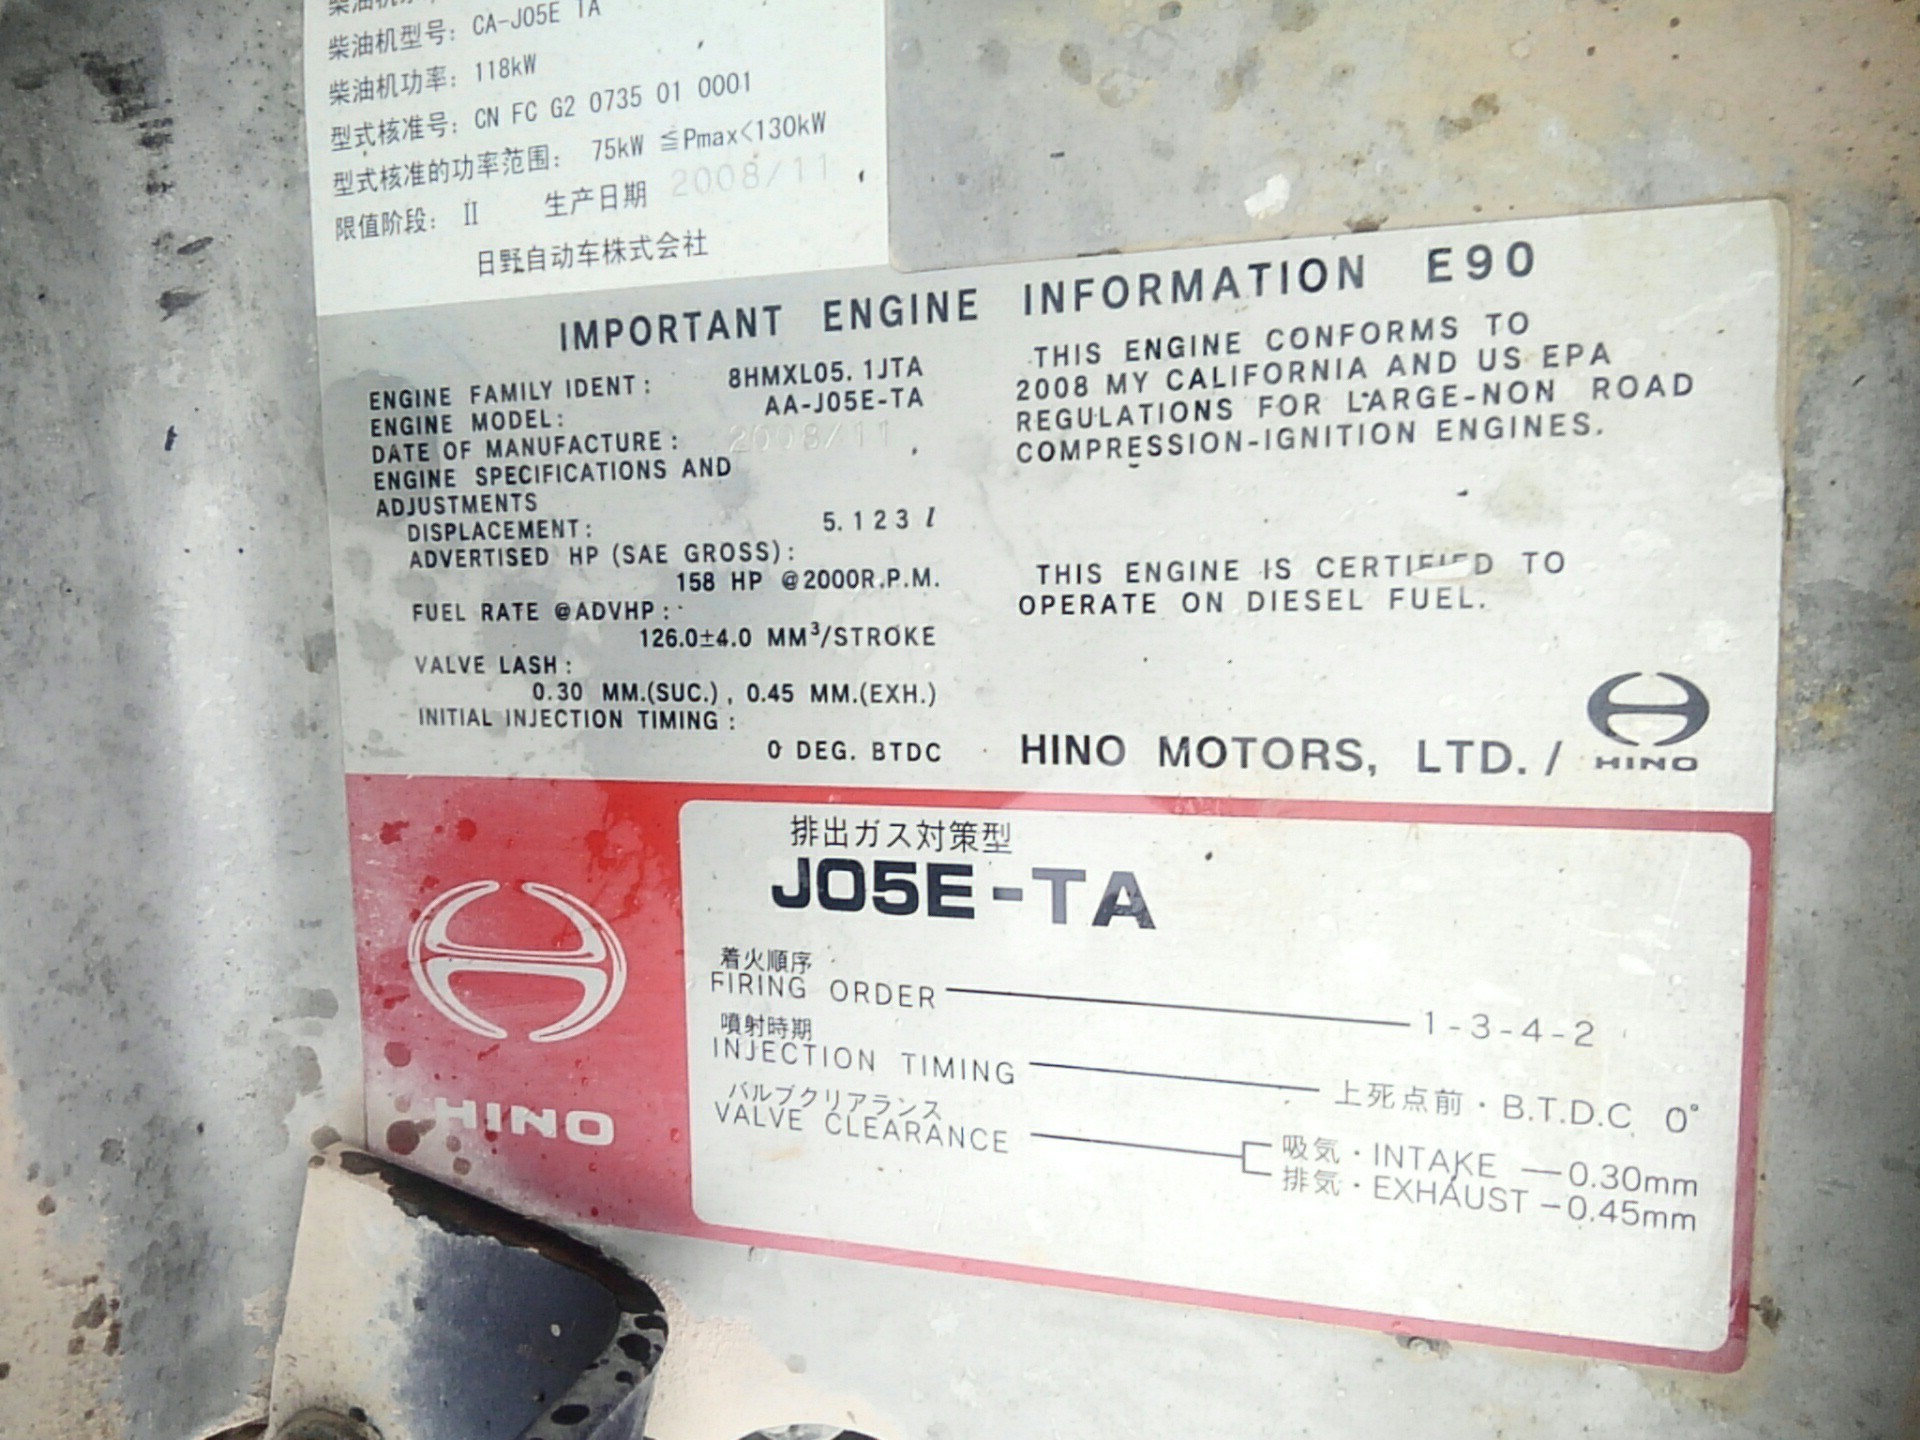 柴油机型号: CA-J05E TA
柴油机功率: 118kW
型式核准号: CN FC G2 0735 01 0001
型式核准的功率范围: 75kW ≦Pmax<130kW
限值阶段: Ⅱ 生产日期 2008/11
日野自动车株式会社
IMPORTANT ENGINE INFORMATION E90
ENGINE FAMILY IDENT: 8HMXL05.1JTA
ENGINE MODEL: AA-J05E-TA
DATE OF MANUFACTURE: 2008/11
ENGINE SPECIFICATIONS AND
ADJUSTMENTS
DISPLACEMENT: 5.123 l
ADVERTISED HP (SAE GROSS):
158 HP @2000R.P.M.
FUEL RATE @ADVHP:
126.0±4.0 MM³/STROKE
VALVE LASH:
0.30 MM.(SUC.), 0.45 MM.(EXH.)
INITIAL INJECTION TIMING:
0 DEG. BTDC
THIS ENGINE CONFORMS TO
2008 MY CALIFORNIA AND US EPA
REGULATIONS FOR LARGE-NON ROAD
COMPRESSION-IGNITION ENGINES.
THIS ENGINE IS CERTIFIED TO
OPERATE ON DIESEL FUEL.
HINO MOTORS, LTD. / HINO
HINO
排出ガス対策型
J05E-TA
着火順序
FIRING ORDER 1-3-4-2
噴射時期
INJECTION TIMING 上死点前・B.T.D.C 0°
バルブクリアランス
VALVE CLEARANCE
吸気・INTAKE —0.30mm
排気・EXHAUST —0.45mm